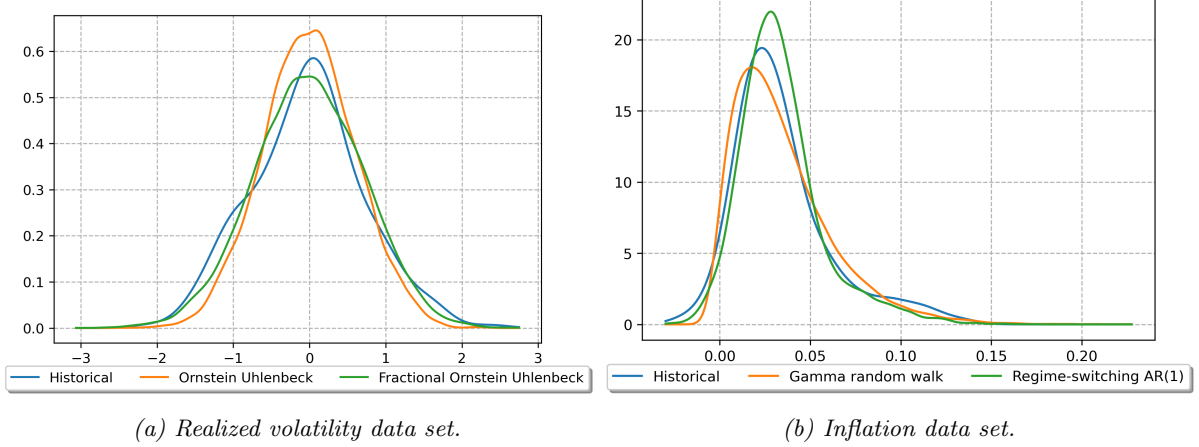 0.6
0.5
0.4
0.3
0.2
0.1
0.0
−3 −2 −1 0 1 2 3
Historical Ornstein Uhlenbeck Fractional Ornstein Uhlenbeck
(a) Realized volatility data set.
20
15
10
5
0
0.00 0.05 0.10 0.15 0.20
Historical Gamma random walk Regime-switching AR(1)
(b) Inflation data set.